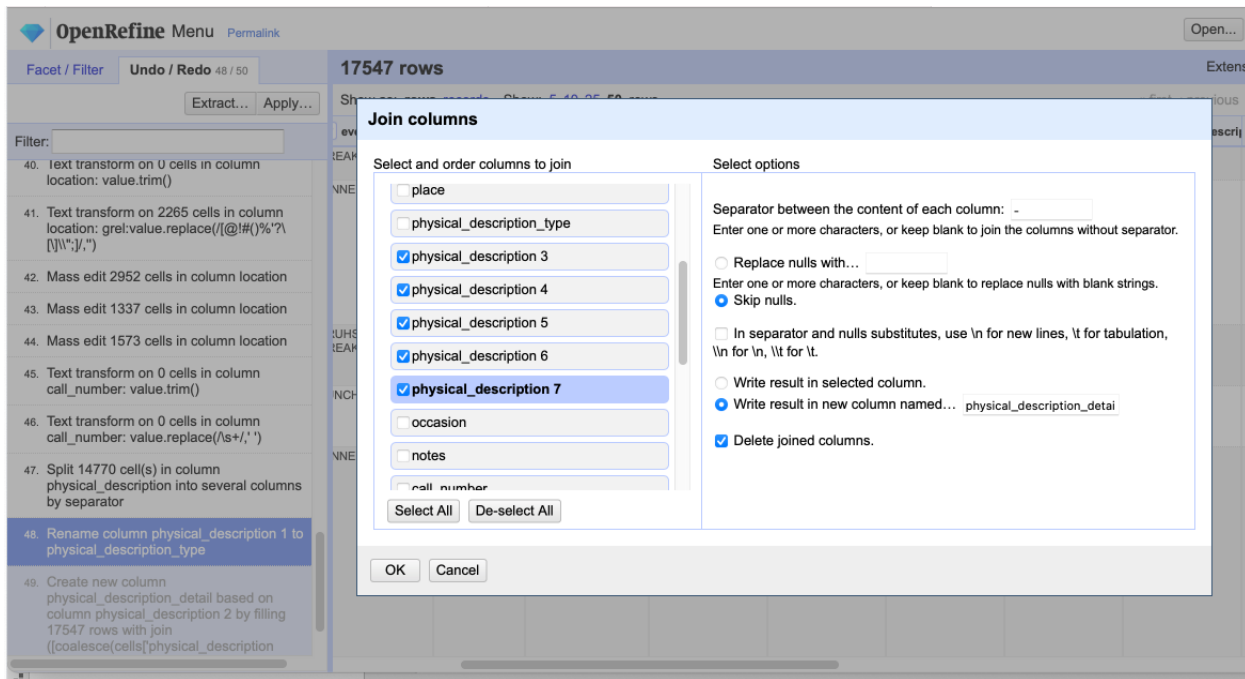 OpenRefine Menu Permalink
Open...
Facet / Filter Undo / Redo 48 / 50
17547 rows
Extens
Extract... Apply...
Filter:
40. Text transform on 0 cells in column
location: value.trim()
41. Text transform on 2265 cells in column
location: grel:value.replace(/[@!#()%'?\
[\]\\";]/,'')
42. Mass edit 2952 cells in column location
43. Mass edit 1337 cells in column location
44. Mass edit 1573 cells in column location
45. Text transform on 0 cells in column
call_number: value.trim()
46. Text transform on 0 cells in column
call_number: value.replace(/\s+/,' ')
47. Split 14770 cell(s) in column
physical_description into several columns
by separator
48. Rename column physical_description 1 to
physical_description_type
49. Create new column
physical_description_detail based on
column physical_description 2 by filling
17547 rows with join
([coalesce(cells['physical_description
Join columns
Select and order columns to join
place
physical_description_type
physical_description 3
physical_description 4
physical_description 5
physical_description 6
physical_description 7
occasion
notes
call_number
Select All De-select All
Select options
Separator between the content of each column: -
Enter one or more characters, or keep blank to join the columns without separator.
Replace nulls with...
Enter one or more characters, or keep blank to replace nulls with blank strings.
Skip nulls.
In separator and nulls substitutes, use \n for new lines, \t for tabulation,
\\n for \n, \\t for \t.
Write result in selected column.
Write result in new column named... physical_description_detai
Delete joined columns.
OK Cancel